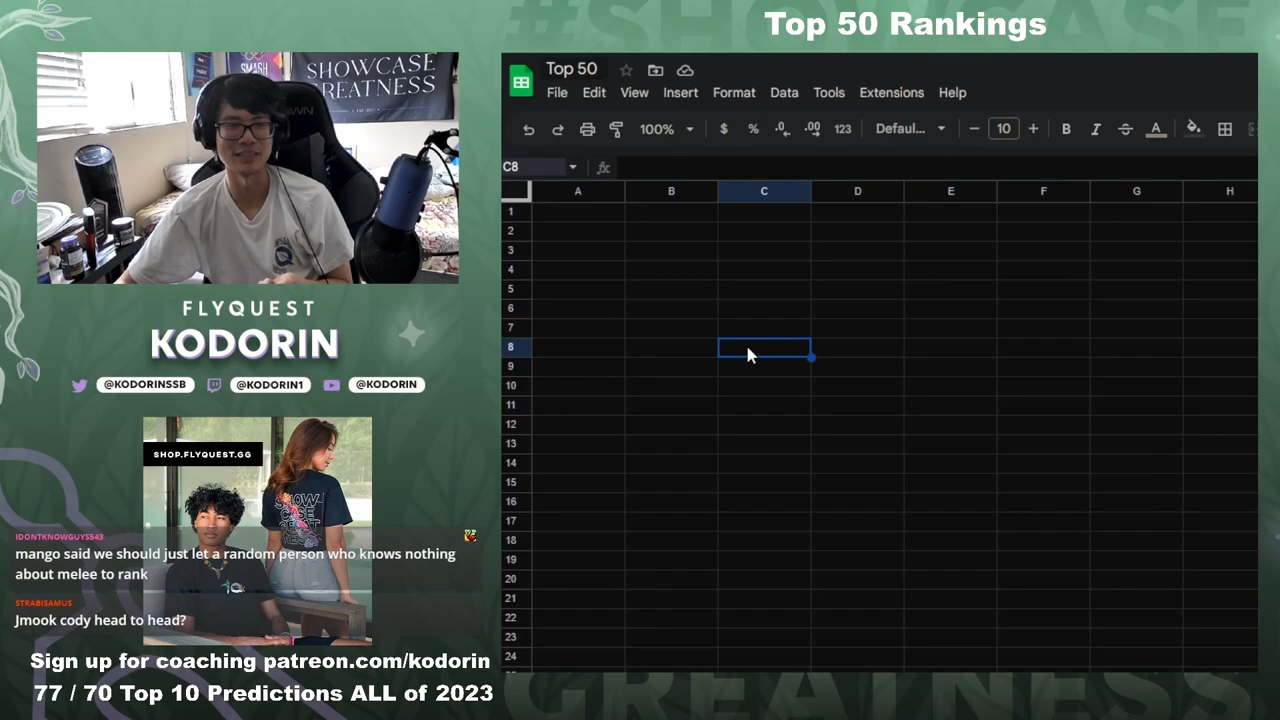 #SHOWCASE
Top 50 Rankings
SMASH
SHOWCASE
GREATNESS
Top 50
File Edit View Insert Format Data Tools Extensions Help
100% $ % .0 .00 123 Defaul... − 10 + B I S A
C8 fx
A B C D E F G H
1
2
3
4
5
6
7
8
9
10
11
12
13
14
15
16
17
18
19
20
21
22
23
24
FLYQUEST
KODORIN
@KODORINSSB @KODORIN1 @KODORIN
SHOP.FLYQUEST.GG
IDONTKNOWGUYS543
mango said we should just let a random person who knows nothing
about melee to rank
STRABISAMUS
Jmook cody head to head?
Sign up for coaching patreon.com/kodorin
77 / 70 Top 10 Predictions ALL of 2023
GREATNESS